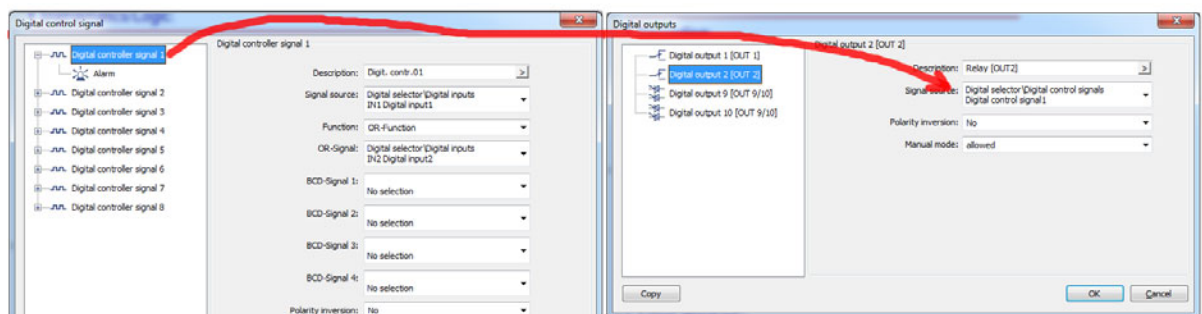 Digital control signal
Digital controller signal 1
Alarm
Digital controller signal 2
Digital controller signal 3
Digital controller signal 4
Digital controller signal 5
Digital controller signal 6
Digital controller signal 7
Digital controller signal 8
Digital controller signal 1
Description: Digit. contr.01 >
Signal source: Digital selector\Digital inputs
IN1 Digital input1
Function: OR-Function
OR-Signal: Digital selector\Digital inputs
IN2 Digital input2
BCD-Signal 1:
No selection
BCD-Signal 2:
No selection
BCD-Signal 3:
No selection
BCD-Signal 4:
No selection
Polarity inversion: No
Digital outputs
Digital output 1 [OUT 1]
Digital output 2 [OUT 2]
Digital output 9 [OUT 9/10]
Digital output 10 [OUT 9/10]
Digital output 2 [OUT 2]
Description: Relay [OUT2] >
Signal source: Digital selector\Digital control signals
Digital control signal1
Polarity inversion: No
Manual mode: allowed
Copy
OK
Cancel